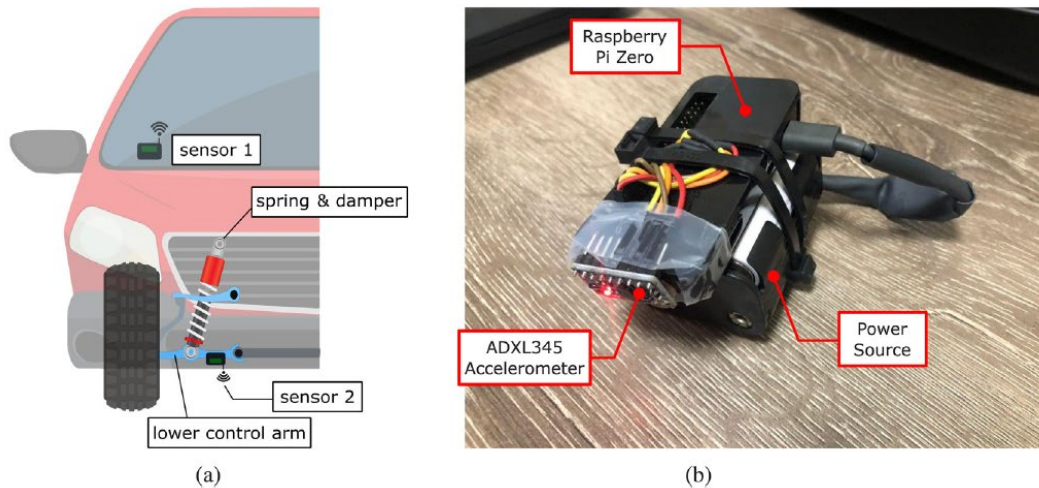 sensor 1
spring & damper
sensor 2
lower control arm
(a)
Raspberry
Pi Zero
ADXL345
Accelerometer
Power
Source
(b)